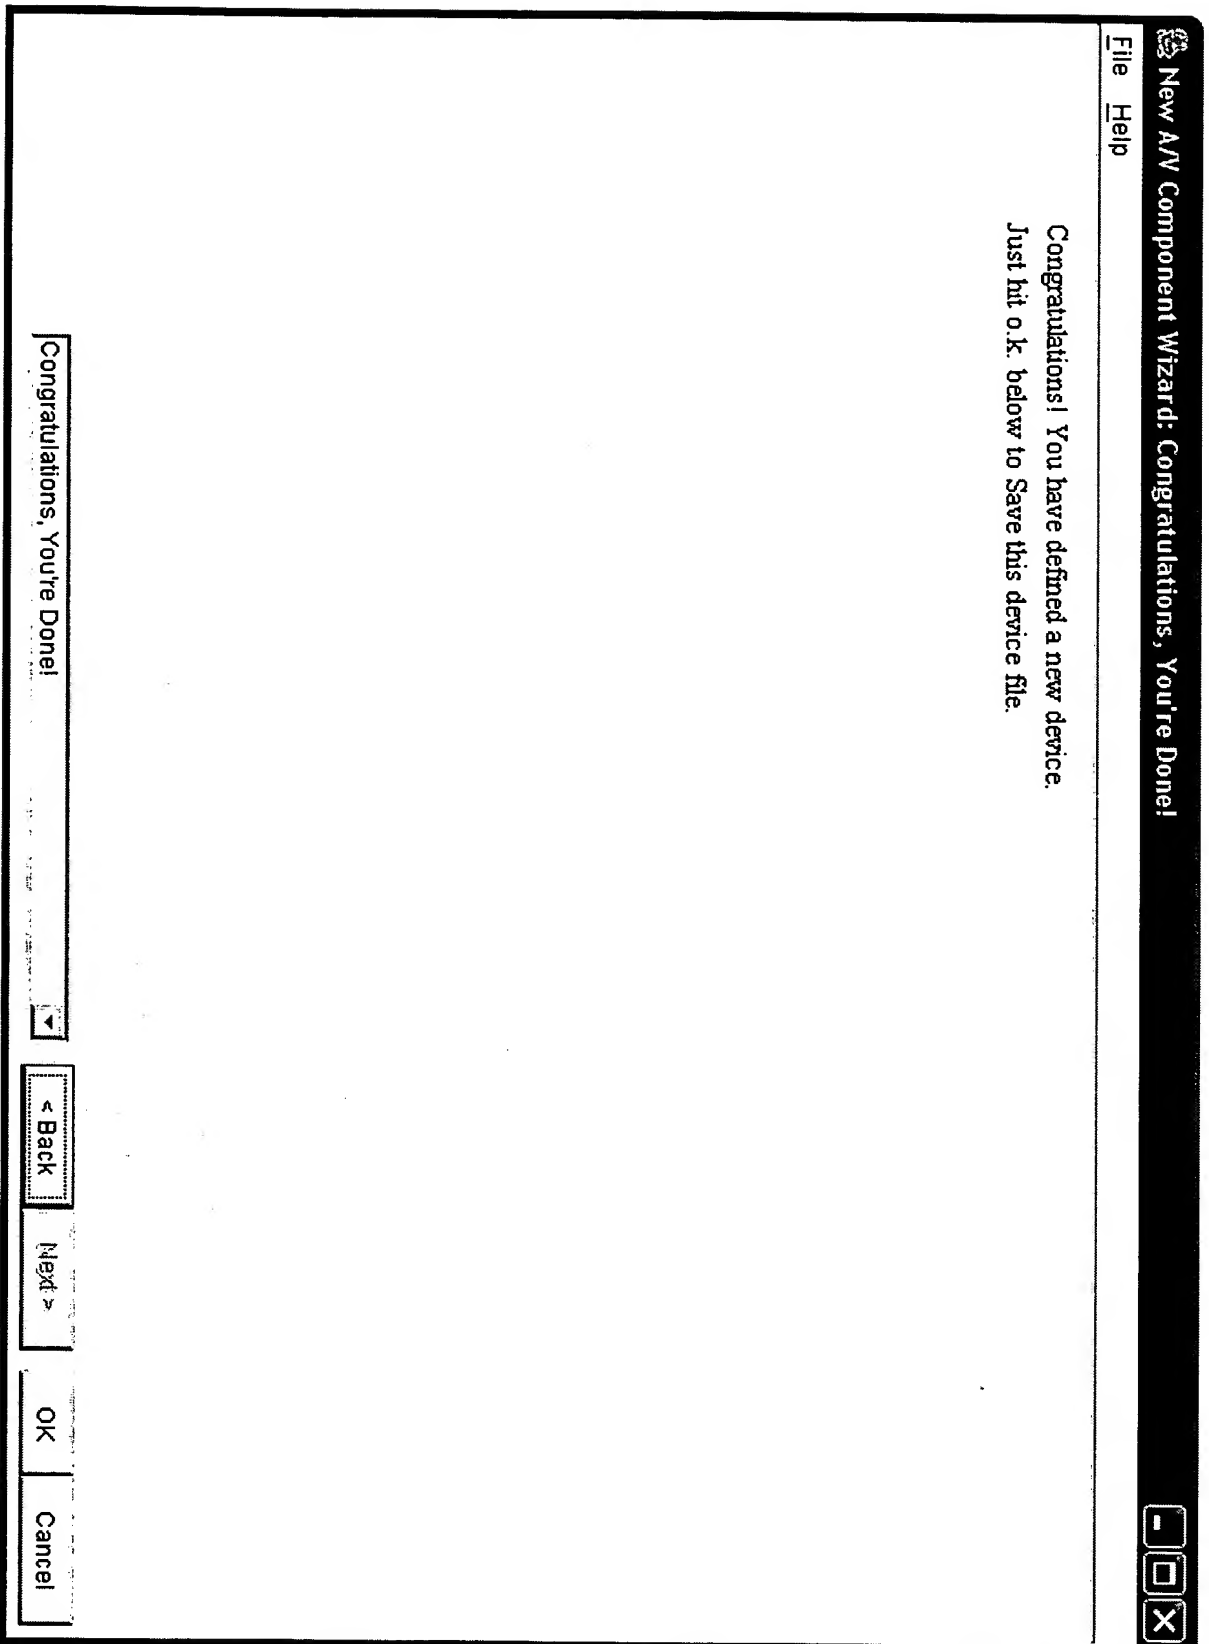 New A/V Component Wizard: Congratulations, You're Done!
File Help
Congratulations! You have defined a new device.
Just hit o.k. below to Save this device file.
Congratulations, You're Done!
< Back Next > OK Cancel